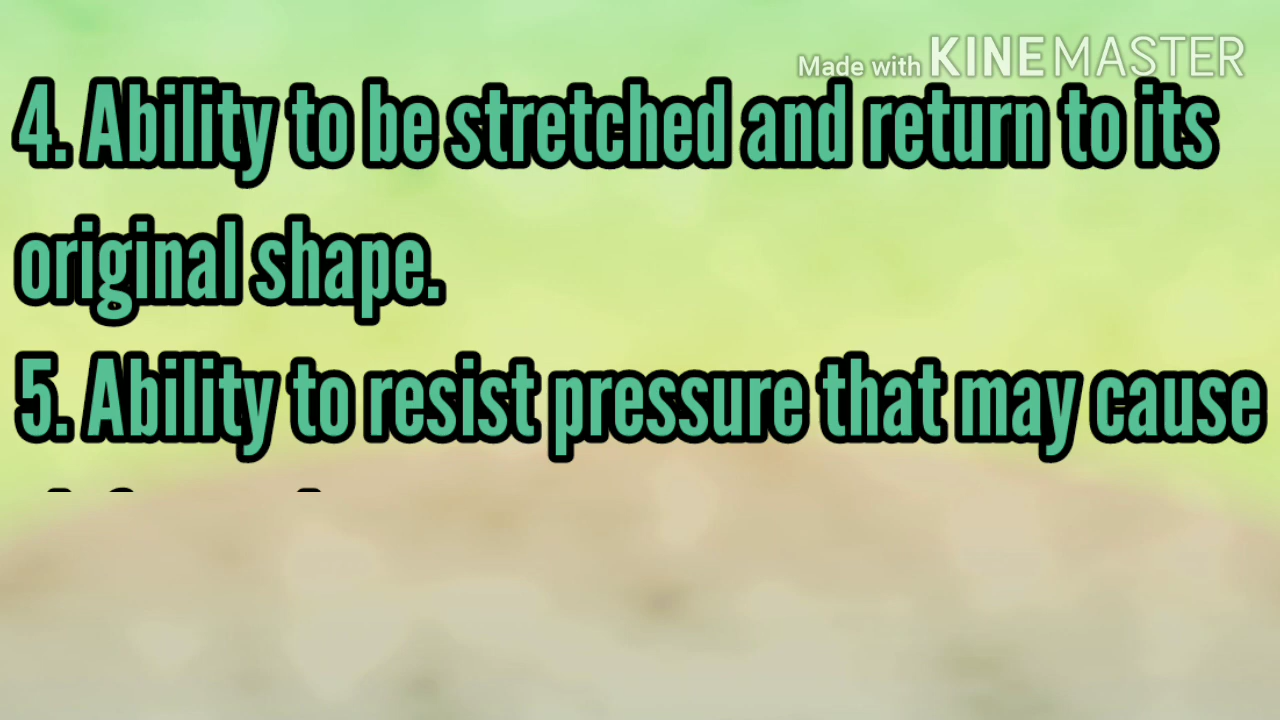 Made with KINEMASTER
4. Ability to be stretched and return to its
original shape.
5. Ability to resist pressure that may cause